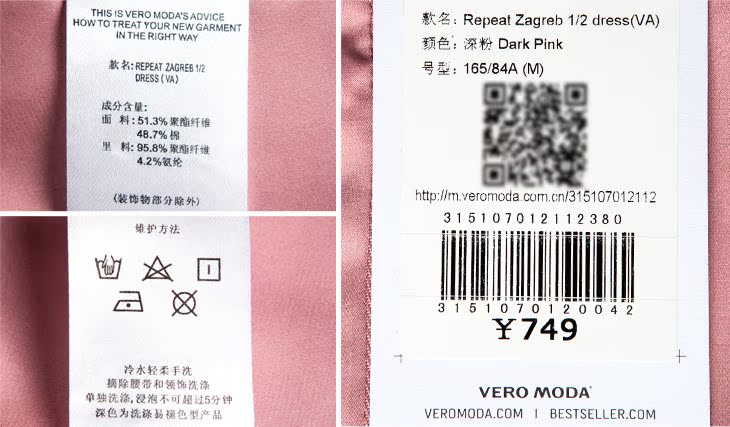 THIS IS VERO MODA'S ADVICE
HOW TO TREAT YOUR NEW GARMENT
IN THE RIGHT WAY
款名:REPEAT ZAGREB 1/2
DRESS (VA)
成分含量:
面 料: 51.3% 聚酯纤维
48.7% 棉
里 料: 95.8% 聚酯纤维
4.2% 氨纶
(装饰物部分除外)
维护方法
冷水轻柔手洗
摘除腰带和领饰洗涤
单独洗涤,浸泡不可超过5分钟
深色为洗涤易褪色型产品
款名: Repeat Zagreb 1/2 dress(VA)
颜色: 深粉 Dark Pink
号型: 165/84A (M)
http://m.veromoda.com.cn/315107012112
315107012112380
3151070120042
¥749
VERO MODA
VEROMODA.COM | BESTSELLER.COM